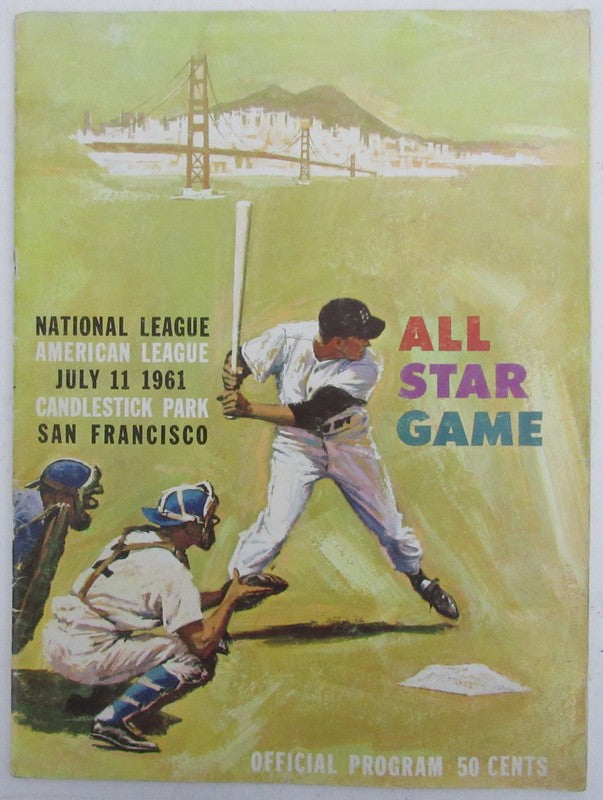 NATIONAL LEAGUE
AMERICAN LEAGUE
JULY 11 1961
CANDLESTICK PARK
SAN FRANCISCO
ALL
STAR
GAME
OFFICIAL PROGRAM 50 CENTS